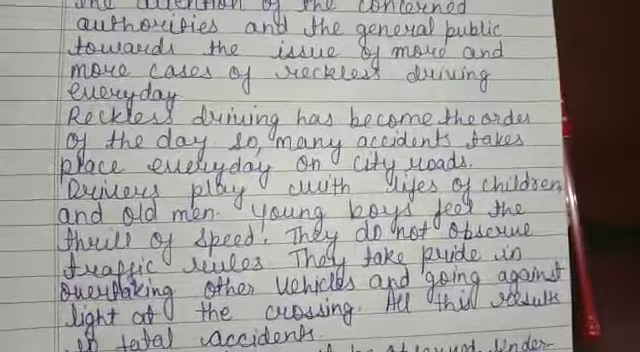 the attention of the concerned
authorities and the general public
towards the issue of more and
more cases of reckless driving
everyday
Reckless driving has become the order
of the day so, many accidents takes
place everyday on city roads.
Drivers play with lifes of children
and old men. Young boys feel the
thrill of speed. They do not observe
traffic rules They take pride in
overtaking other vehicles and going against
light at the crossing. All this results
in fatal accidents.
Under-